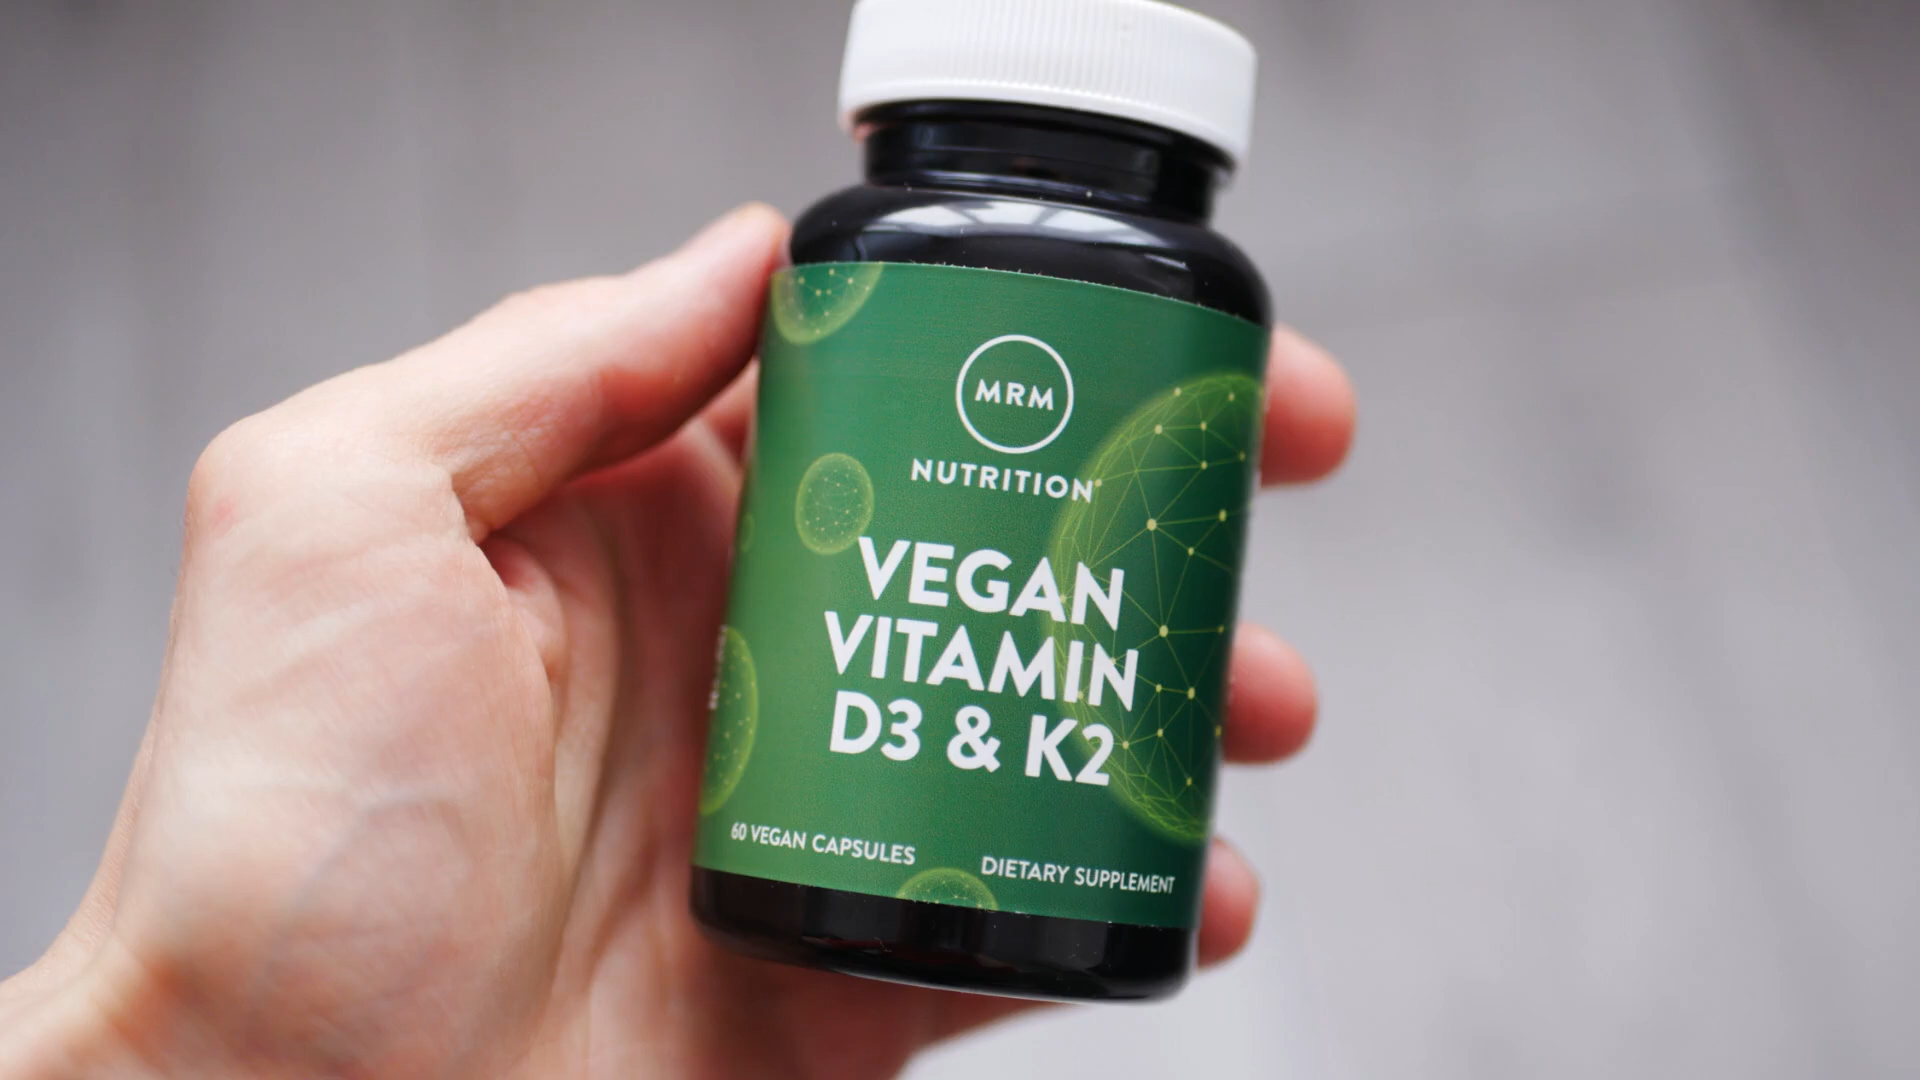 MRM
NUTRITION
VEGAN
VITAMIN
D3 & K2
60 VEGAN CAPSULES
DIETARY SUPPLEMENT